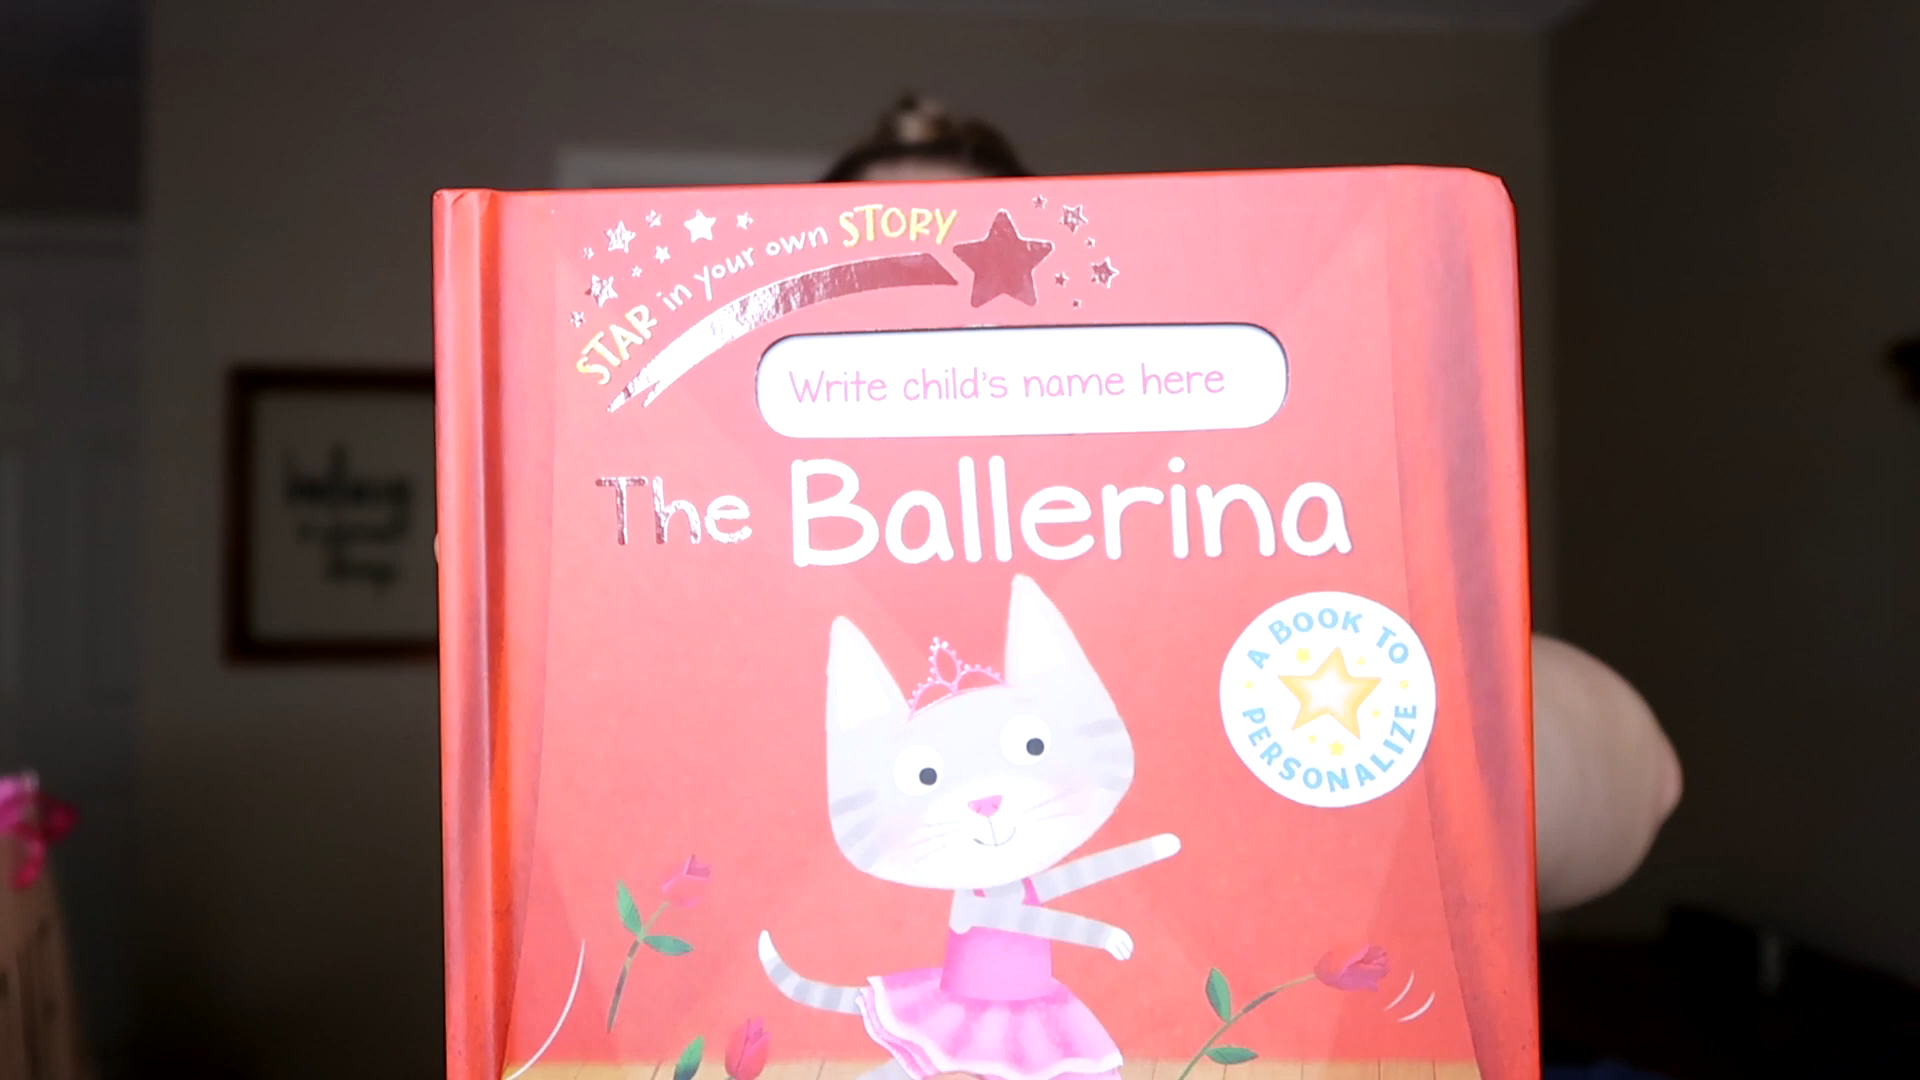 STAR in your own STORY
Write child's name here
The Ballerina
A BOOK TO
PERSONALIZE